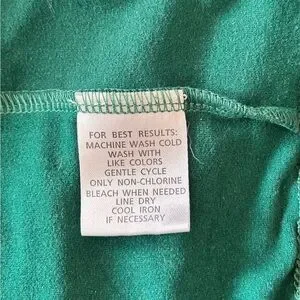 FOR BEST RESULTS:
MACHINE WASH COLD
WASH WITH
LIKE COLORS
GENTLE CYCLE
ONLY NON-CHLORINE
BLEACH WHEN NEEDED
LINE DRY
COOL IRON
IF NECESSARY